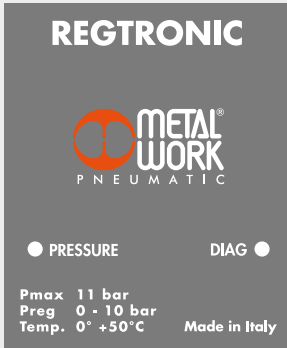 REGTRONIC
METAL®
WORK
PNEUMATIC
PRESSURE DIAG
Pmax 11 bar
Preg 0 - 10 bar
Temp. 0° +50°C Made in Italy